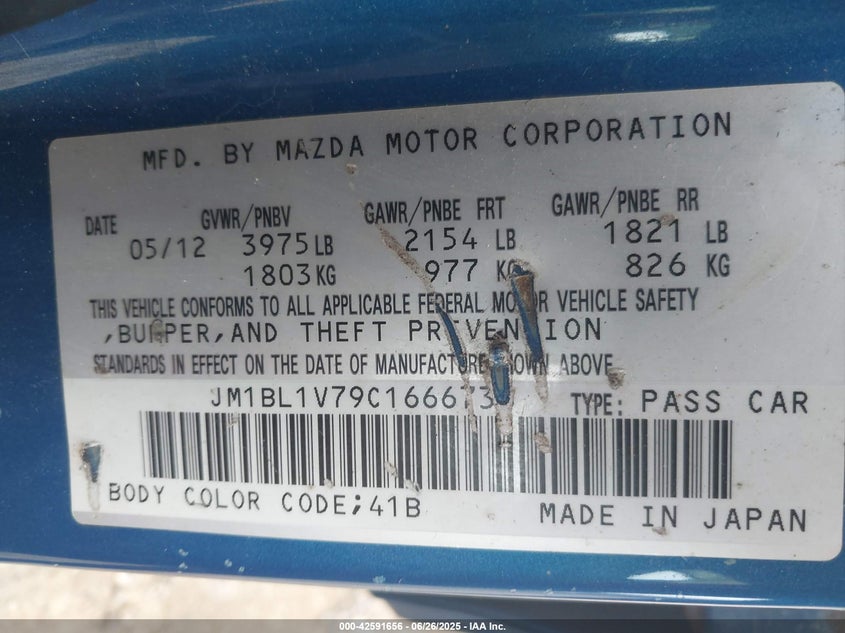 MFD. BY MAZDA MOTOR CORPORATION
DATE GVWR/PNBV GAWR/PNBE FRT GAWR/PNBE RR
05/12 3975 LB 2154 LB 1821 LB
1803 KG 977 KG 826 KG
THIS VEHICLE CONFORMS TO ALL APPLICABLE FEDERAL MOTOR VEHICLE SAFETY
,BUMPER,AND THEFT PREVENTION
STANDARDS IN EFFECT ON THE DATE OF MANUFACTURE SHOWN ABOVE
TYPE: PASS CAR
BODY COLOR CODE;41B MADE IN JAPAN
000-42591656 - 06/26/2025 - IAA Inc.